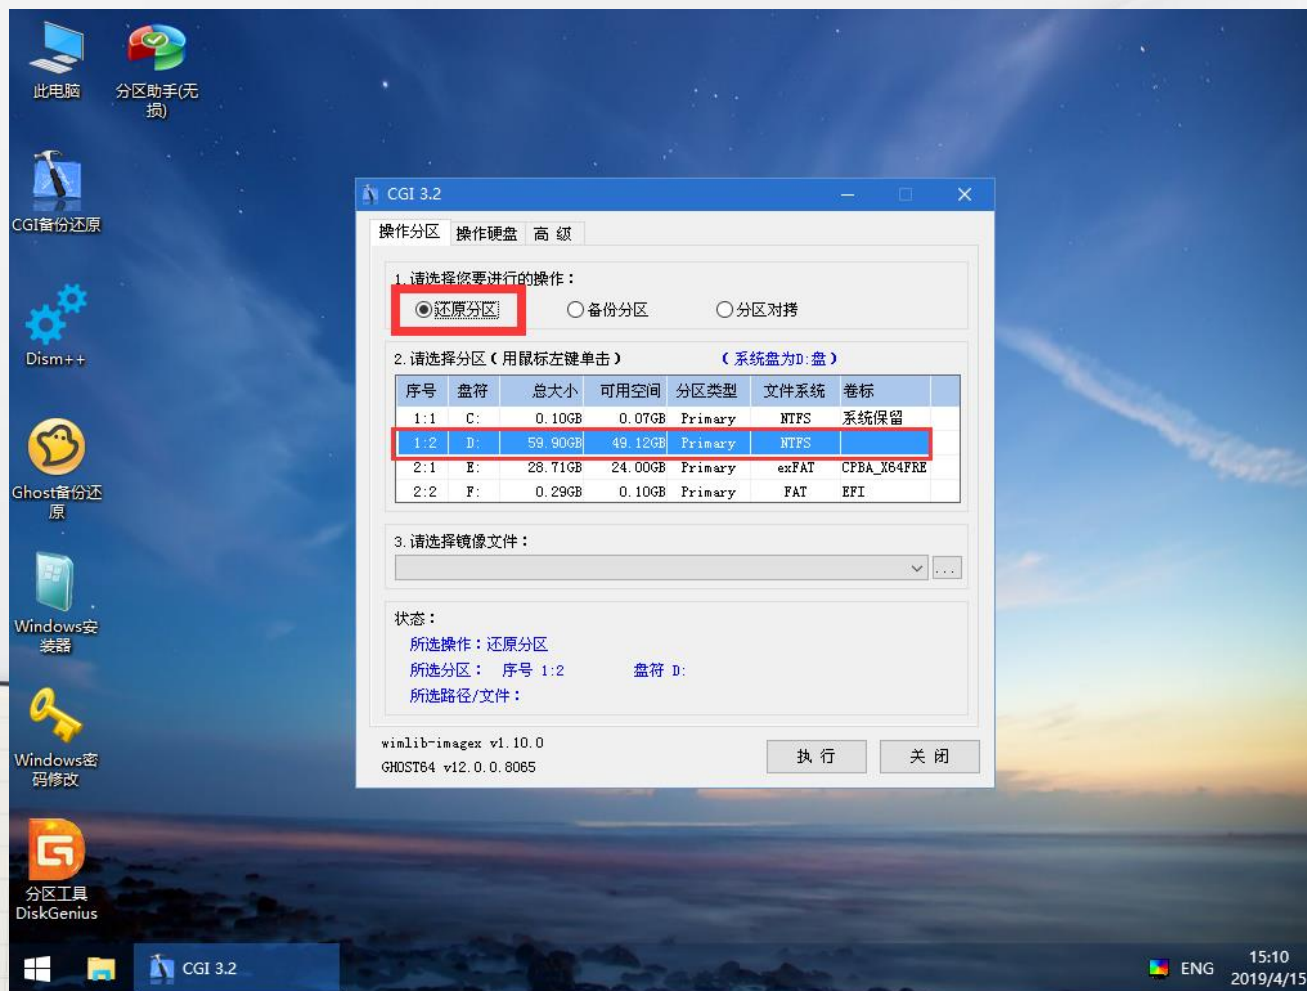 此电脑
分区助手(无
损)
CGI备份还原
Dism++
Ghost备份还
原
Windows安
装器
Windows密
码修改
分区工具
DiskGenius
CGI 3.2
操作分区 操作硬盘 高 级
1.请选择您要进行的操作：
还原分区 备份分区 分区对拷
2.请选择分区(用鼠标左键单击) (系统盘为D:盘)
序号 盘符 总大小 可用空间 分区类型 文件系统 卷标
1:1 C: 0.10GB 0.07GB Primary NTFS 系统保留
1:2 D: 59.90GB 49.12GB Primary NTFS
2:1 E: 28.71GB 24.00GB Primary exFAT CPBA_X64FRE
2:2 F: 0.29GB 0.10GB Primary FAT EFI
3.请选择镜像文件：
...
状态：
所选操作：还原分区
所选分区： 序号 1:2 盘符 D:
所选路径/文件：
wimlib-imagex v1.10.0
GHOST64 v12.0.0.8065
执 行 关 闭
CGI 3.2
ENG
15:10
2019/4/15